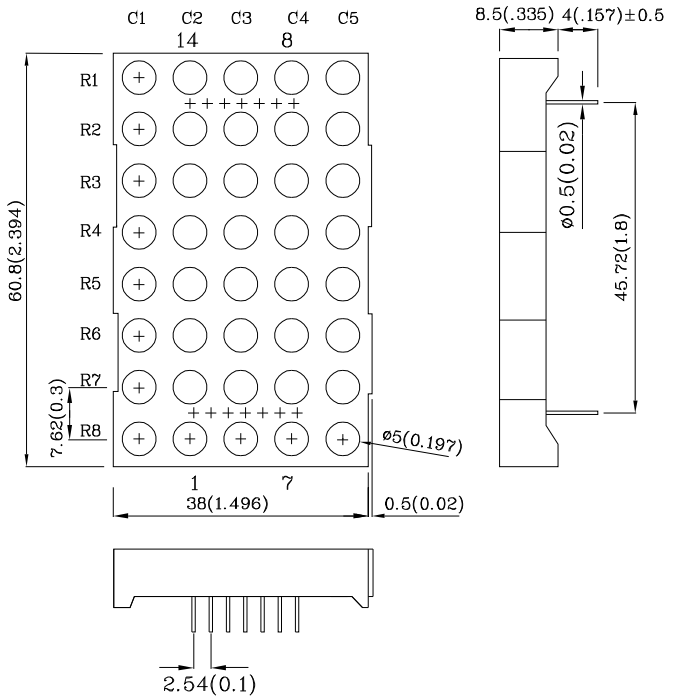 C1 C2 C3 C4 C5
14 8
8.5(.335) 4(.157)±0.5
R1
R2
R3
R4
R5
R6
R7
R8
60.8(2.394)
7.62(0.3)
ø5(0.197)
ø0.5(0.02)
45.72(1.8)
1 7
38(1.496)
0.5(0.02)
2.54(0.1)